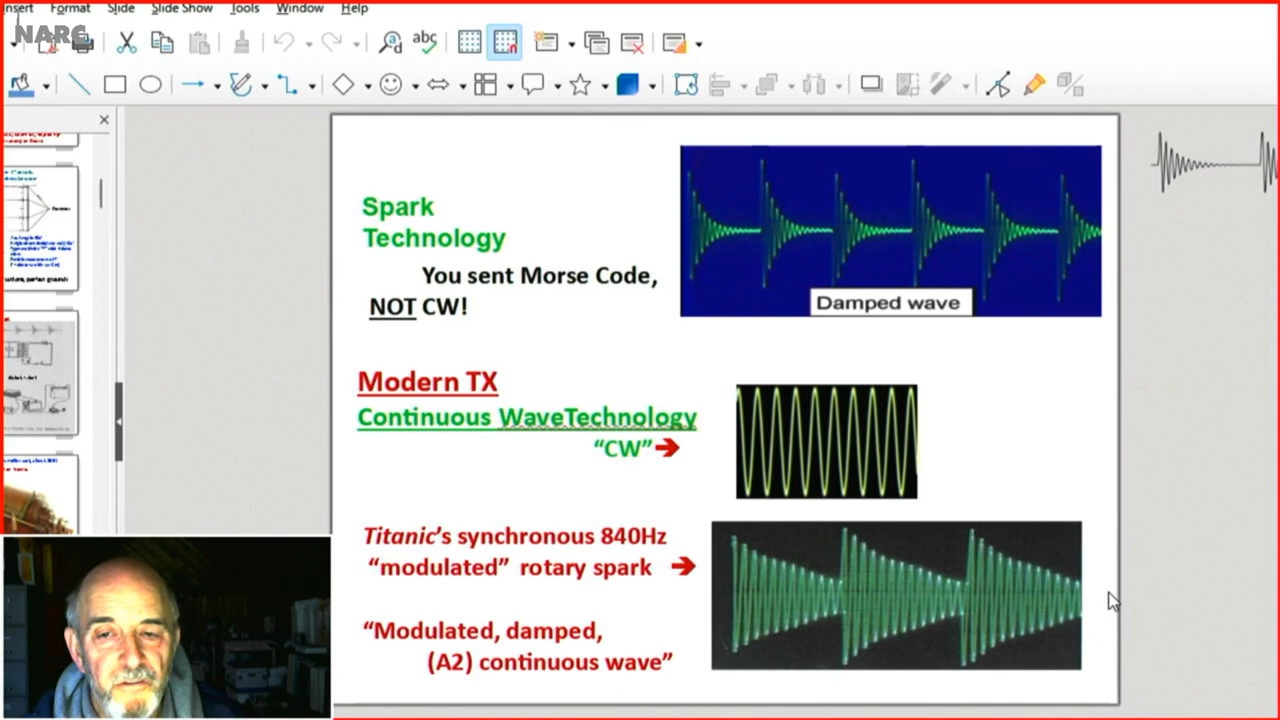 Insert Format Slide Slide Show Tools Window Help
NARC
abc
Spark
Technology
You sent Morse Code,
NOT CW!
Damped wave
Modern TX
Continuous WaveTechnology
“CW”➔
Titanic’s synchronous 840Hz
“modulated” rotary spark ➔
“Modulated, damped,
(A2) continuous wave”